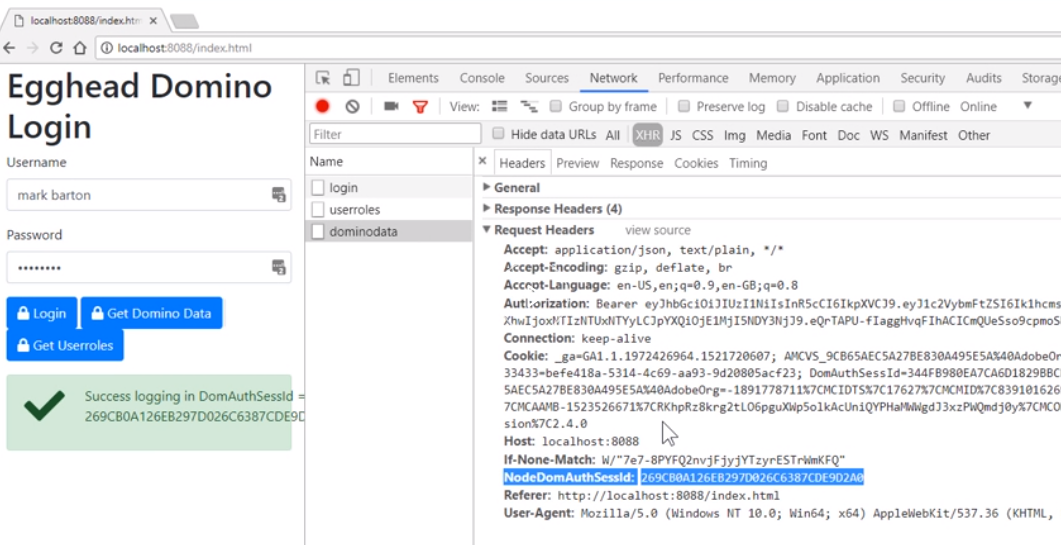 localhost:8088/index.htm
localhost:8088/index.html
Egghead Domino
Login
Username
mark barton
Password
Login
Get Domino Data
Get Userroles
Success logging in DomAuthSessId =
269CB0A126EB297D026C6387CDE9D
Elements Console Sources Network Performance Memory Application Security Audits Storag
View: Group by frame Preserve log Disable cache Offline Online
Filter Hide data URLs All XHR JS CSS Img Media Font Doc WS Manifest Other
Name
login
userroles
dominodata
× Headers Preview Response Cookies Timing
General
Response Headers (4)
Request Headers view source
Accept: application/json, text/plain, */*
Accept-Encoding: gzip, deflate, br
Accept-Language: en-US,en;q=0.9,en-GB;q=0.8
Authorization: Bearer eyJhbGciOiJIUzI1NiIsInR5cCI6IkpXVCJ9.eyJ1c2VybmFtZSI6Ik1hcms
XhwIjoxMTIzNTUxNTYyLCJpYXQiOjE1MjI5NDY3NjJ9.eQrTAPU-fIaggHvqFIhACICmQUeSso9cpmoS
Connection: keep-alive
Cookie: _ga=GA1.1.1972426964.1521720607; AMCVS_9CB65AEC5A27BE830A495E5A%40AdobeOr
33433=befe418a-5314-4c69-aa93-9d20805acf23; DomAuthSessId=344FB980EA7CA6D1829BBC
5AEC5A27BE830A495E5A%40AdobeOrg=-1891778711%7CMCIDTS%7C17627%7CMCMID%7C839101626
7CMCAAMB-1523526671%7CRKhpRz8krg2tLO6pguXWp5olkAcUniQYPHaMWWgdJ3xzPWQmdj0y%7CMCO
sion%7C2.4.0
Host: localhost:8088
If-None-Match: W/"7e7-8PYFQ2nvjFjyjYTzyrESTrWmKFQ"
NodeDomAuthSessId: 269CB0A126EB297D026C6387CDE9D2A0
Referer: http://localhost:8088/index.html
User-Agent: Mozilla/5.0 (Windows NT 10.0; Win64; x64) AppleWebKit/537.36 (KHTML,